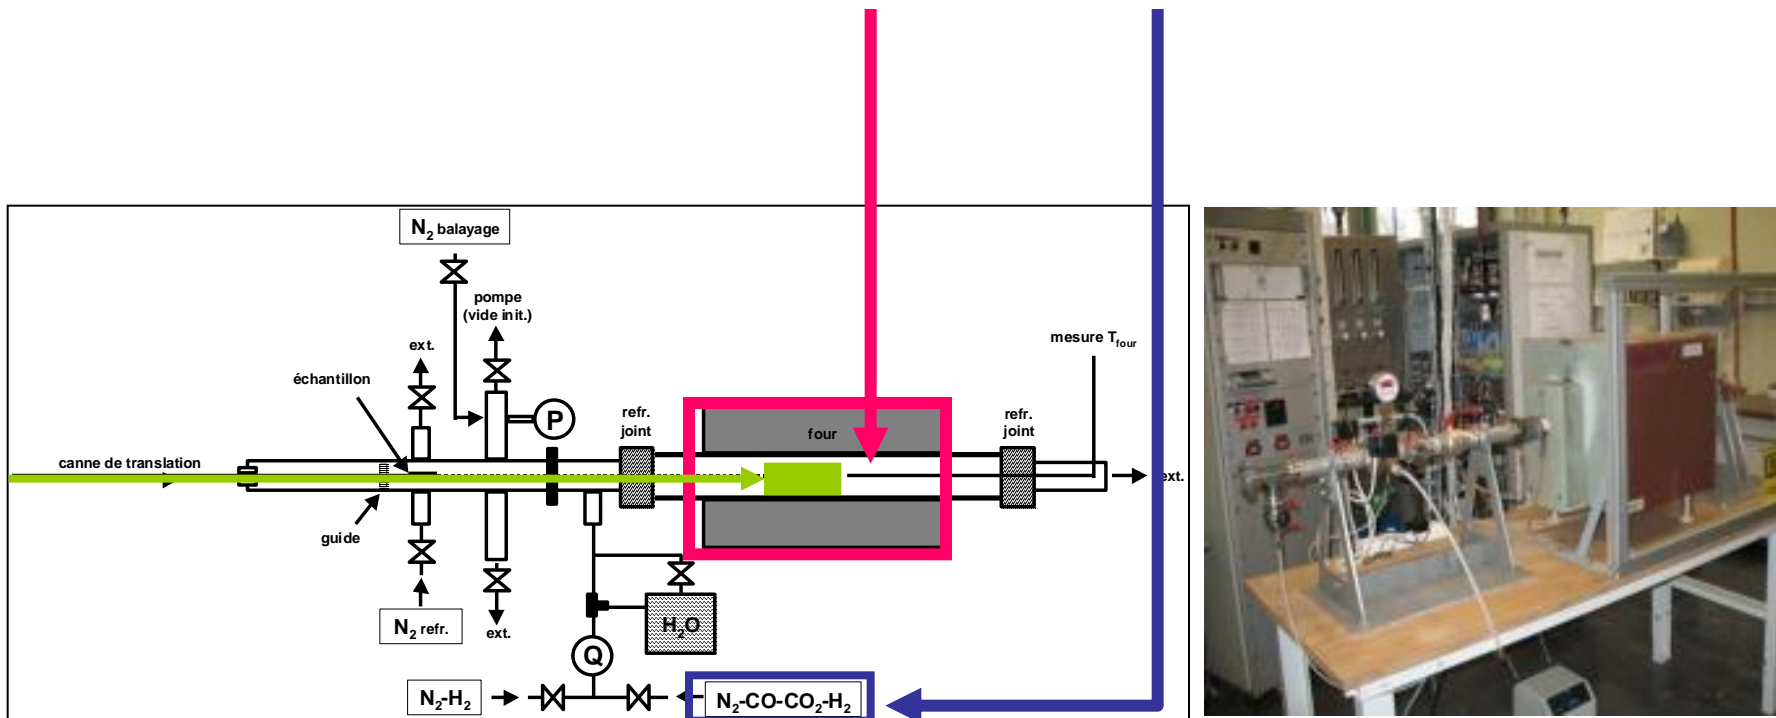 N₂ balayage
pompe
(vide init.)
ext.
échantillon
P
refr.
joint
four
mesure T_four
refr.
joint
canne de translation
ext.
guide
N₂ refr.
ext.
H₂O
Q
N₂-H₂
N₂-CO-CO₂-H₂